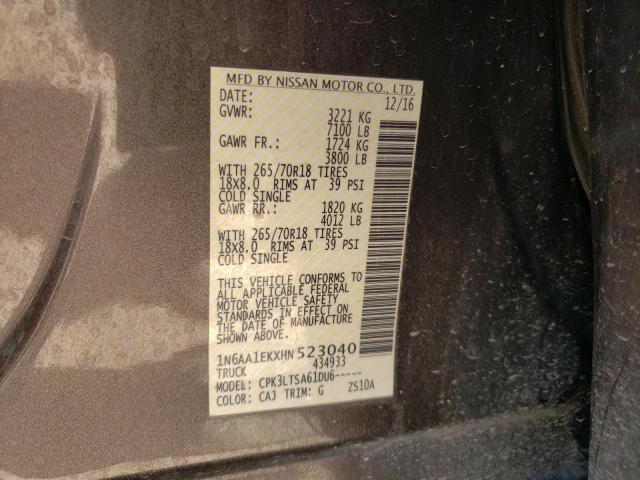 MFD BY NISSAN MOTOR CO., LTD.
DATE: 12/16
GVWR: 3221 KG
7100 LB
GAWR FR.: 1724 KG
3800 LB
WITH 265/70R18 TIRES
18X8.0 RIMS AT 39 PSI
COLD SINGLE
GAWR RR.: 1820 KG
4012 LB
WITH 265/70R18 TIRES
18X8.0 RIMS AT 39 PSI
COLD SINGLE
THIS VEHICLE CONFORMS TO
ALL APPLICABLE FEDERAL
MOTOR VEHICLE SAFETY
STANDARDS IN EFFECT ON
THE DATE OF MANUFACTURE
SHOWN ABOVE.
1N6AA1EKXHN523040
TRUCK 434933
MODEL: CPK3LTSA61DU6-----
COLOR: CAJ TRIM: G ZS10A